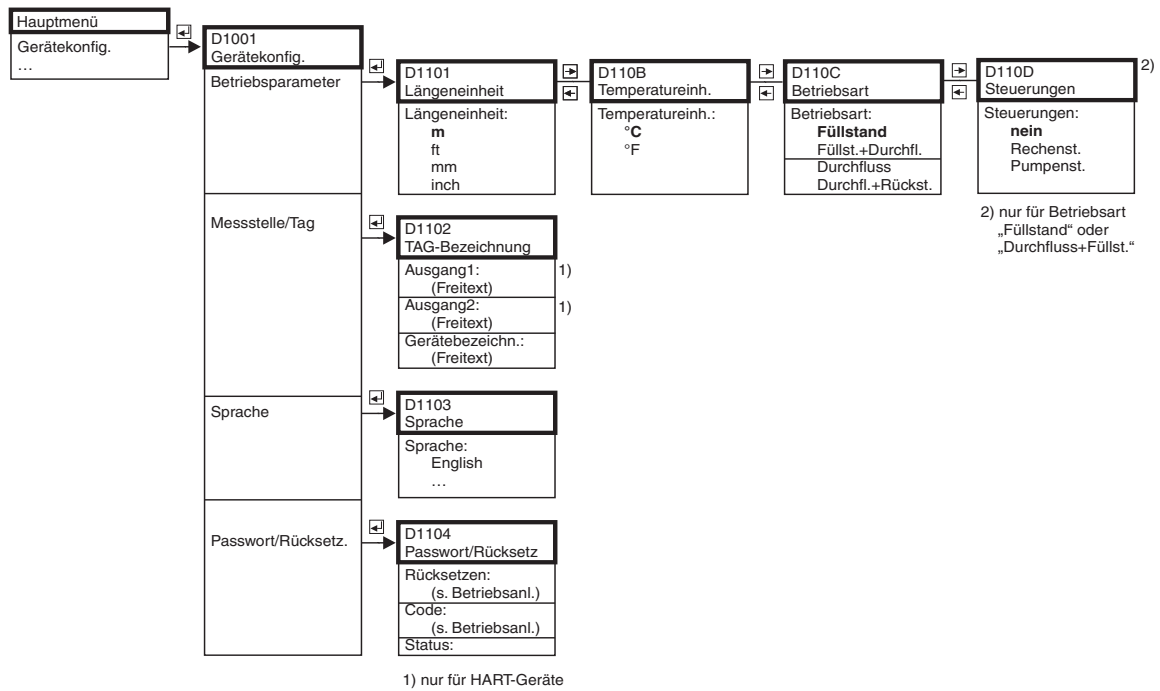 Hauptmenü
Gerätekonfig.
…
D1001
Gerätekonfig.
Betriebsparameter
D1101
Längeneinheit
Längeneinheit:
m
ft
mm
inch
D110B
Temperatureinh.
Temperatureinh.:
°C
°F
D110C
Betriebsart
Betriebsart:
Füllstand
Füllst.+Durchfl.
Durchfluss
Durchfl.+Rückst.
D110D
Steuerungen
2)
Steuerungen:
nein
Rechenst.
Pumpenst.
2) nur für Betriebsart
„Füllstand“ oder
„Durchfluss+Füllst.“
Messstelle/Tag
D1102
TAG-Bezeichnung
Ausgang1:
1)
(Freitext)
Ausgang2:
1)
(Freitext)
Gerätebezeichn.:
(Freitext)
Sprache
D1103
Sprache
Sprache:
English
…
Passwort/Rücksetz.
D1104
Passwort/Rücksetz
Rücksetzen:
(s. Betriebsanl.)
Code:
(s. Betriebsanl.)
Status:
1) nur für HART-Geräte